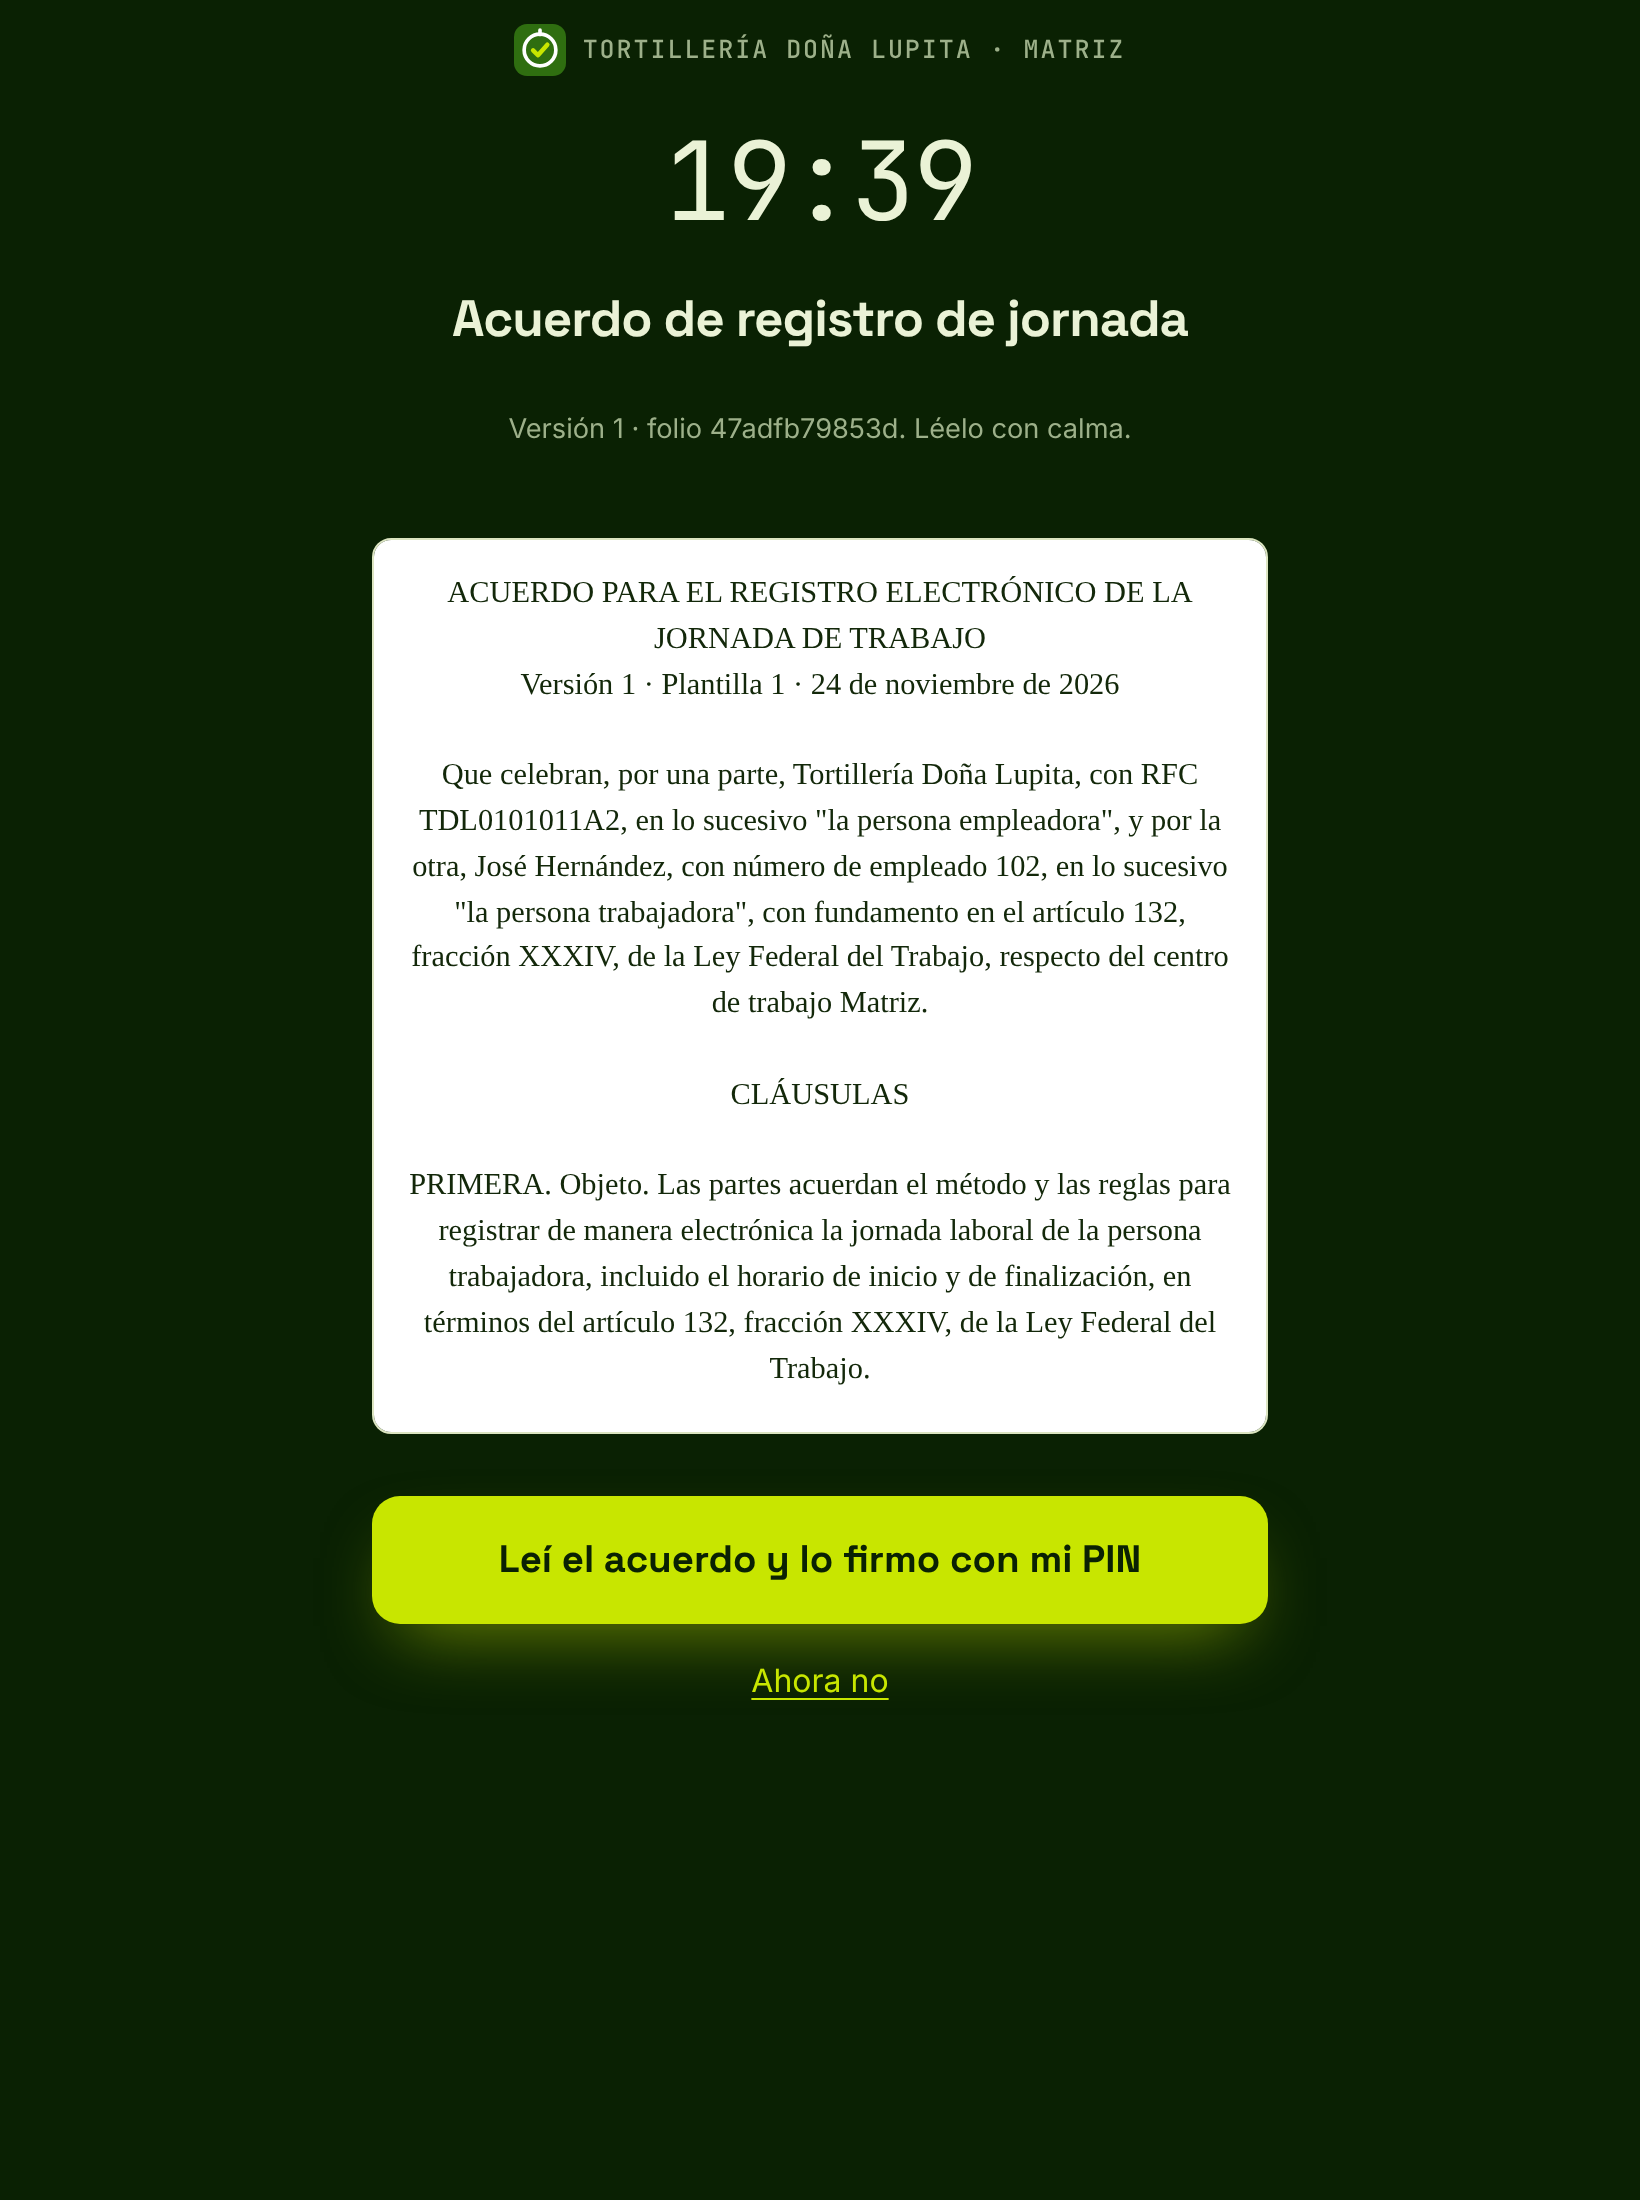 TORTILLERÍA DOÑA LUPITA · MATRIZ
19:39
Acuerdo de registro de jornada
Versión 1 · folio 47adfb79853d. Léelo con calma.
ACUERDO PARA EL REGISTRO ELECTRÓNICO DE LA
JORNADA DE TRABAJO
Versión 1 · Plantilla 1 · 24 de noviembre de 2026
Que celebran, por una parte, Tortillería Doña Lupita, con RFC
TDL0101011A2, en lo sucesivo "la persona empleadora", y por la
otra, José Hernández, con número de empleado 102, en lo sucesivo
"la persona trabajadora", con fundamento en el artículo 132,
fracción XXXIV, de la Ley Federal del Trabajo, respecto del centro
de trabajo Matriz.
CLÁUSULAS
PRIMERA. Objeto. Las partes acuerdan el método y las reglas para
registrar de manera electrónica la jornada laboral de la persona
trabajadora, incluido el horario de inicio y de finalización, en
términos del artículo 132, fracción XXXIV, de la Ley Federal del
Trabajo.
Leí el acuerdo y lo firmo con mi PIN
Ahora no